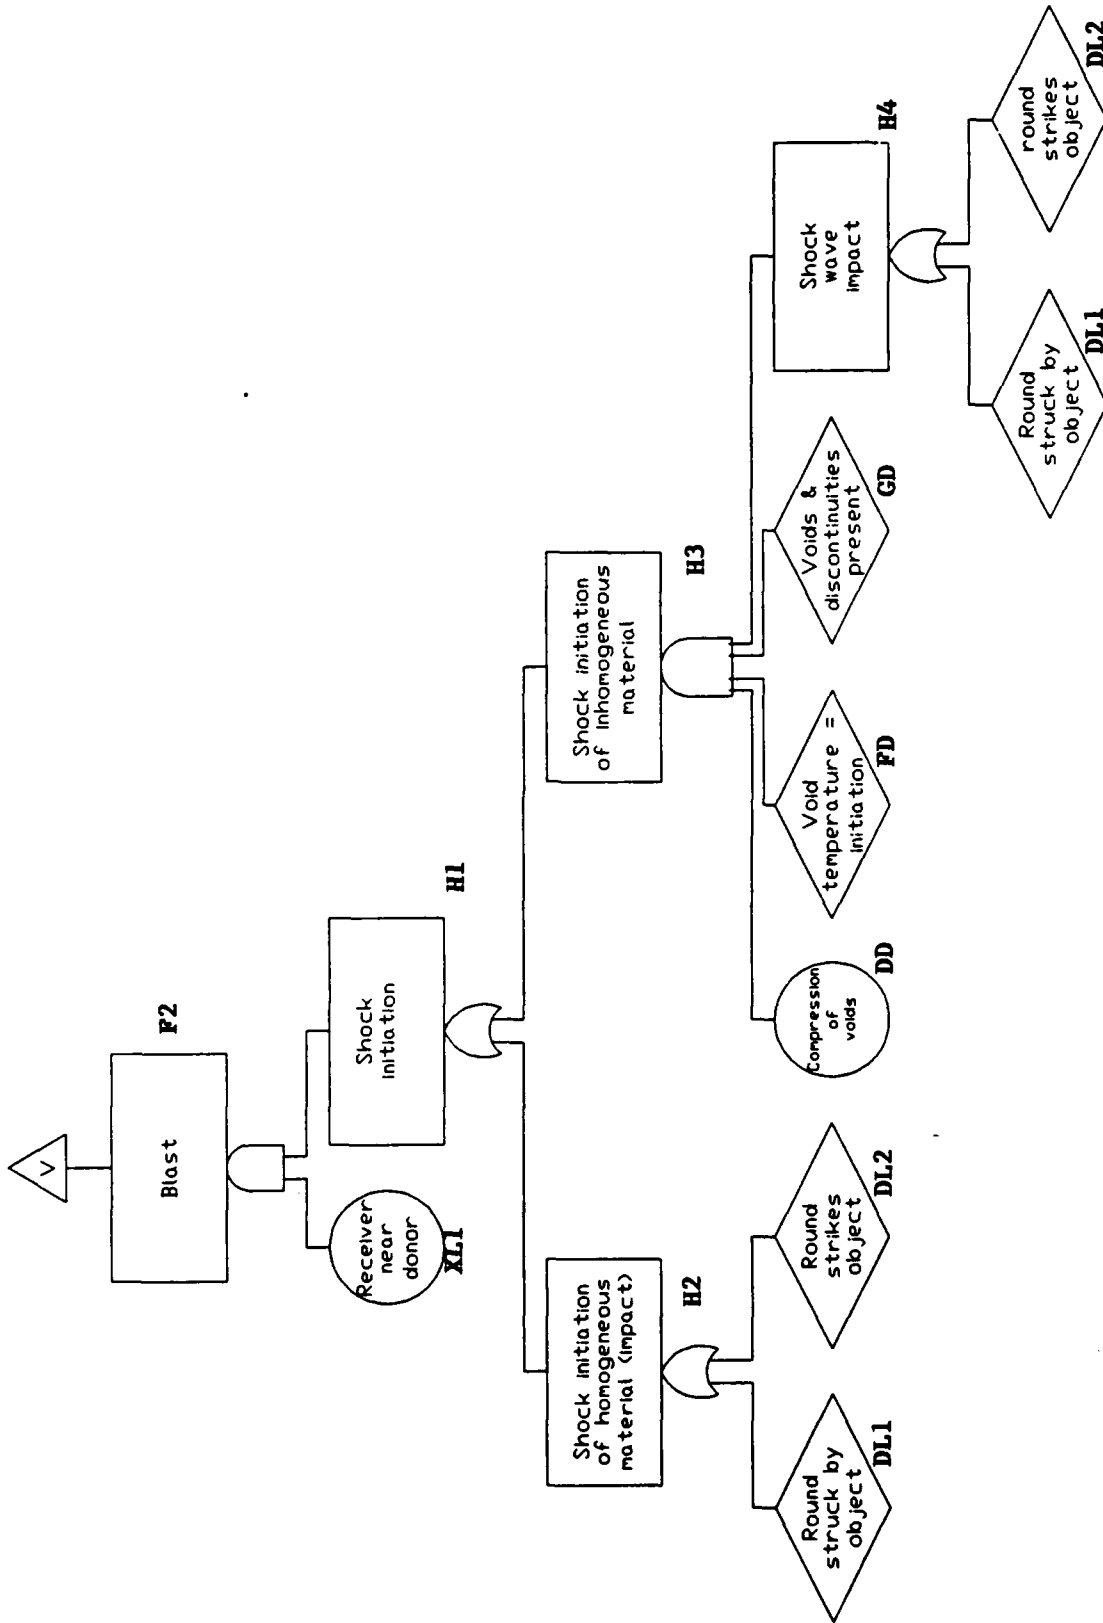 V
Blast
F2
Receiver
near
donor
XL1
Shock
initiation
H1
Shock initiation
of homogeneous
material (impact)
H2
Shock initiation
of Inhomogeneous
material
H3
Round
struck by
object
DL1
Round
strikes
object
DL2
Compression
of
voids
DD
Void
temperature =
initiation
FD
Voids &
discontinuities
present
GD
Shock
wave
impact
H4
Round
struck by
object
DL1
round
strikes
object
DL2